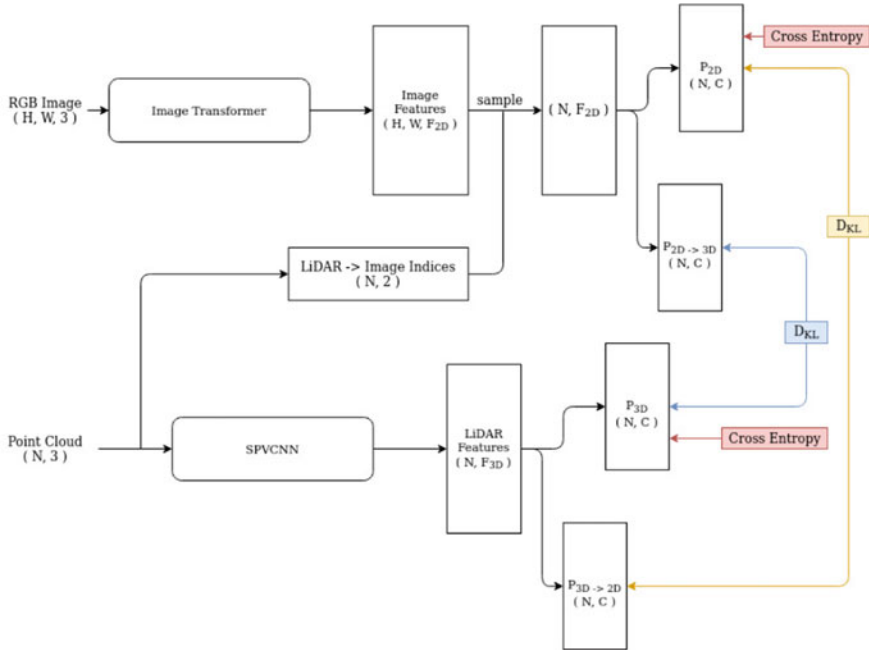 RGB Image
( H, W, 3 )
Image Transformer
Image
Features
( H, W, F2D )
sample
( N, F2D )
P2D
( N, C )
Cross Entropy
DKL
P2D -> 3D
( N, C )
DKL
LiDAR -> Image Indices
( N, 2 )
Point Cloud
( N, 3 )
SPVCNN
LiDAR
Features
( N, F3D )
P3D
( N, C )
Cross Entropy
P3D -> 2D
( N, C )